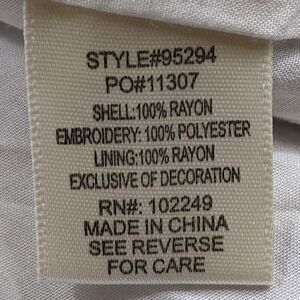 STYLE#95294
PO#11307
SHELL:100% RAYON
EMBROIDERY: 100% POLYESTER
LINING:100% RAYON
EXCLUSIVE OF DECORATION
RN#: 102249
MADE IN CHINA
SEE REVERSE
FOR CARE